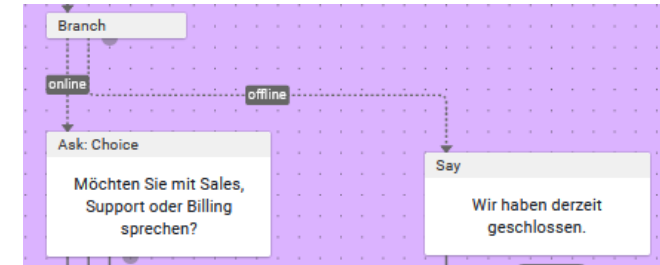 Branch
online
offline
Ask: Choice
Möchten Sie mit Sales,
Support oder Billing
sprechen?
Say
Wir haben derzeit
geschlossen.